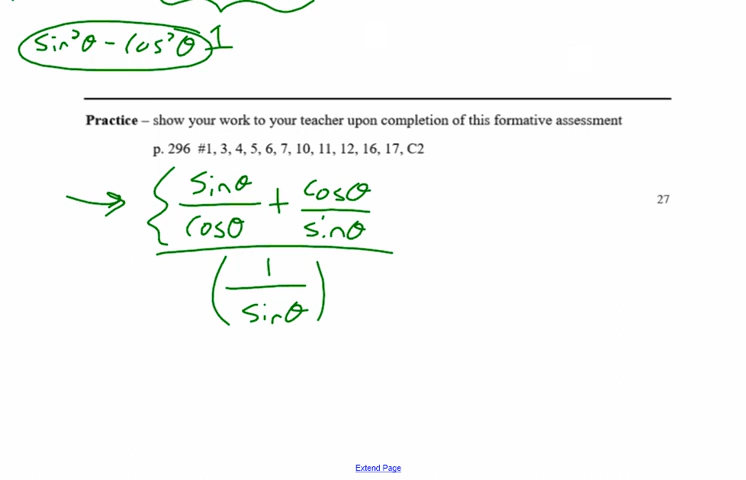 sin²θ - cos²θ 1
Practice – show your work to your teacher upon completion of this formative assessment
p. 296 #1, 3, 4, 5, 6, 7, 10, 11, 12, 16, 17, C2
→ { sinθ/cosθ + cosθ/sinθ
27
(1/sinθ)
Extend Page